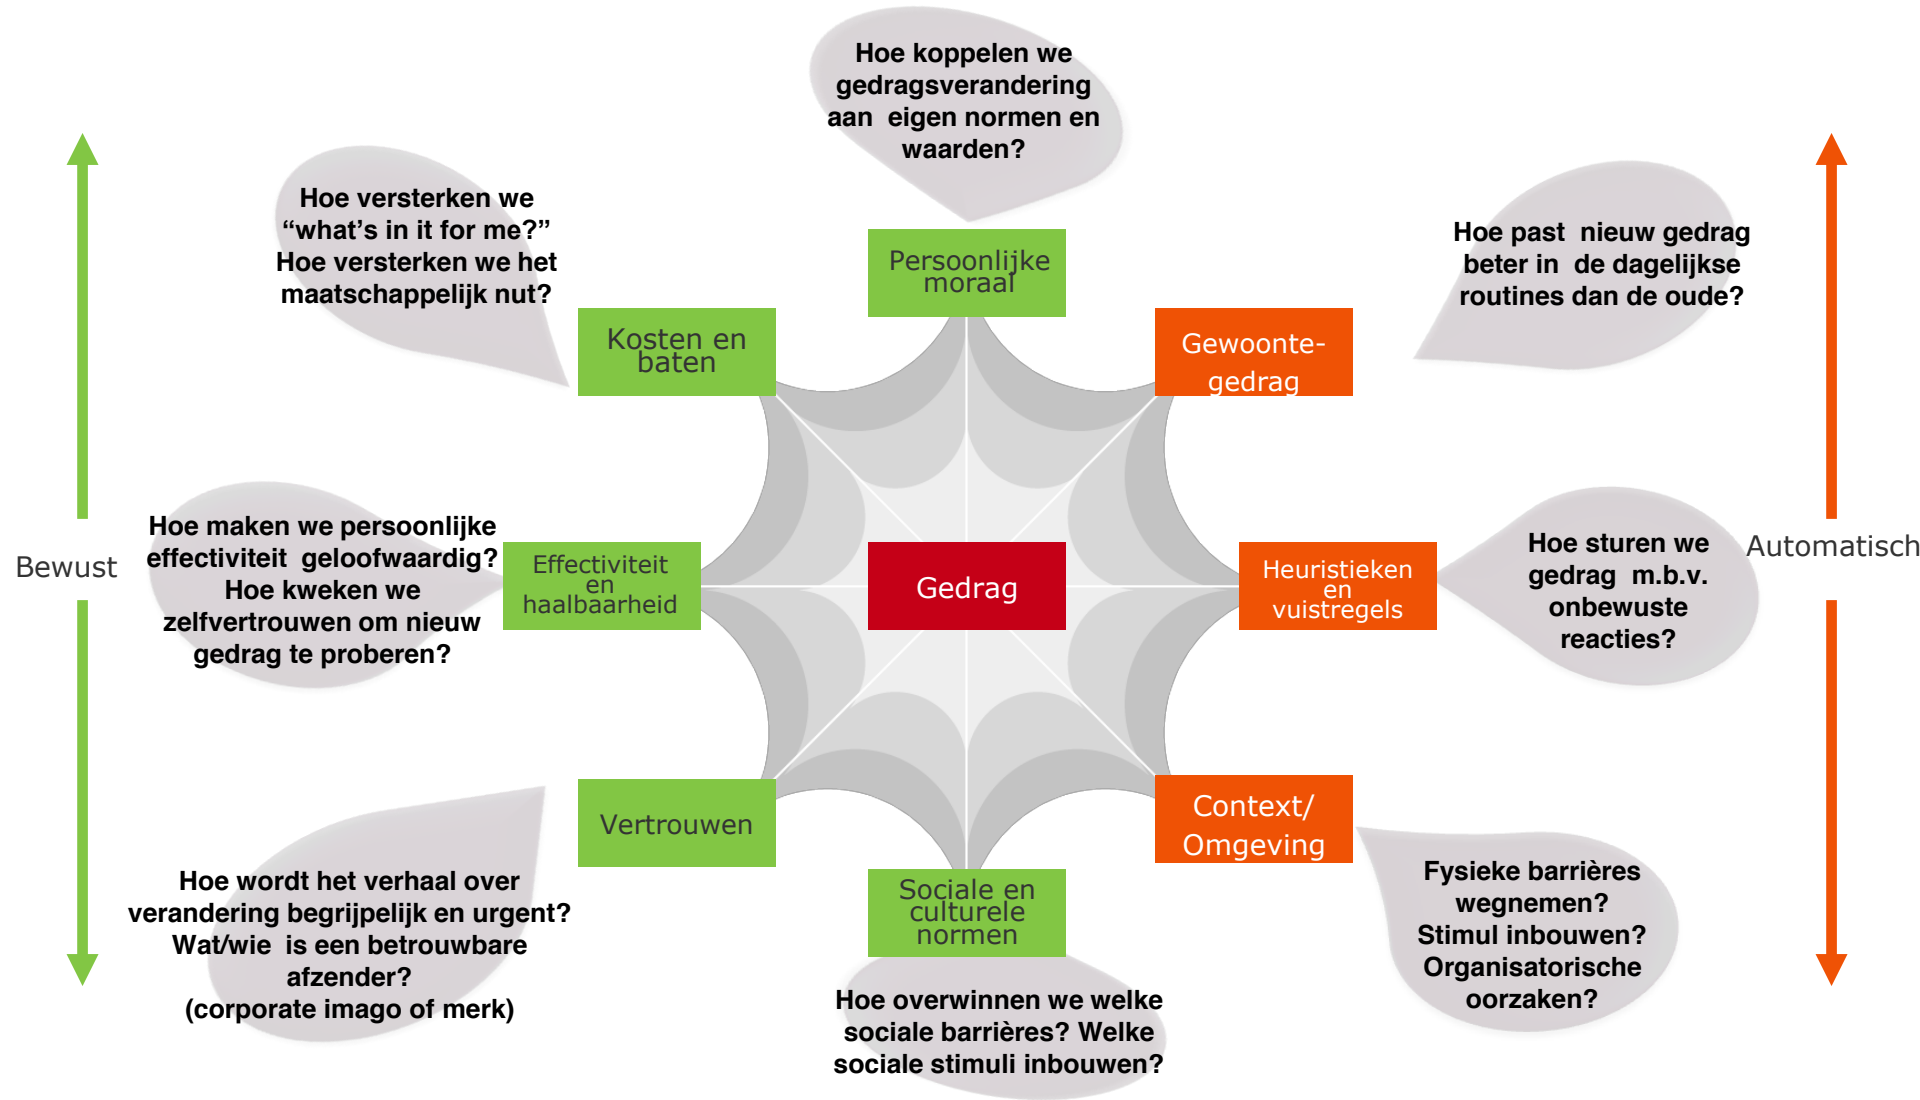 Hoe koppelen we
gedragsverandering
aan eigen normen en
waarden?
Hoe versterken we
“what's in it for me?”
Hoe versterken we het
maatschappelijk nut?
Hoe past nieuw gedrag
beter in de dagelijkse
routines dan de oude?
Persoonlijke
moraal
Kosten en
baten
Gewoonte-
gedrag
Bewust
Hoe maken we persoonlijke
effectiviteit geloofwaardig?
Hoe kweken we
zelfvertrouwen om nieuw
gedrag te proberen?
Effectiviteit
en
haalbaarheid
Gedrag
Heuristieken
en
vuistregels
Hoe sturen we
gedrag m.b.v.
onbewuste
reacties?
Automatisch
Vertrouwen
Context/
Omgeving
Hoe wordt het verhaal over
verandering begrijpelijk en urgent?
Wat/wie is een betrouwbare
afzender?
(corporate imago of merk)
Sociale en
culturele
normen
Fysieke barrières
wegnemen?
Stimul inbouwen?
Organisatorische
oorzaken?
Hoe overwinnen we welke
sociale barrières? Welke
sociale stimuli inbouwen?